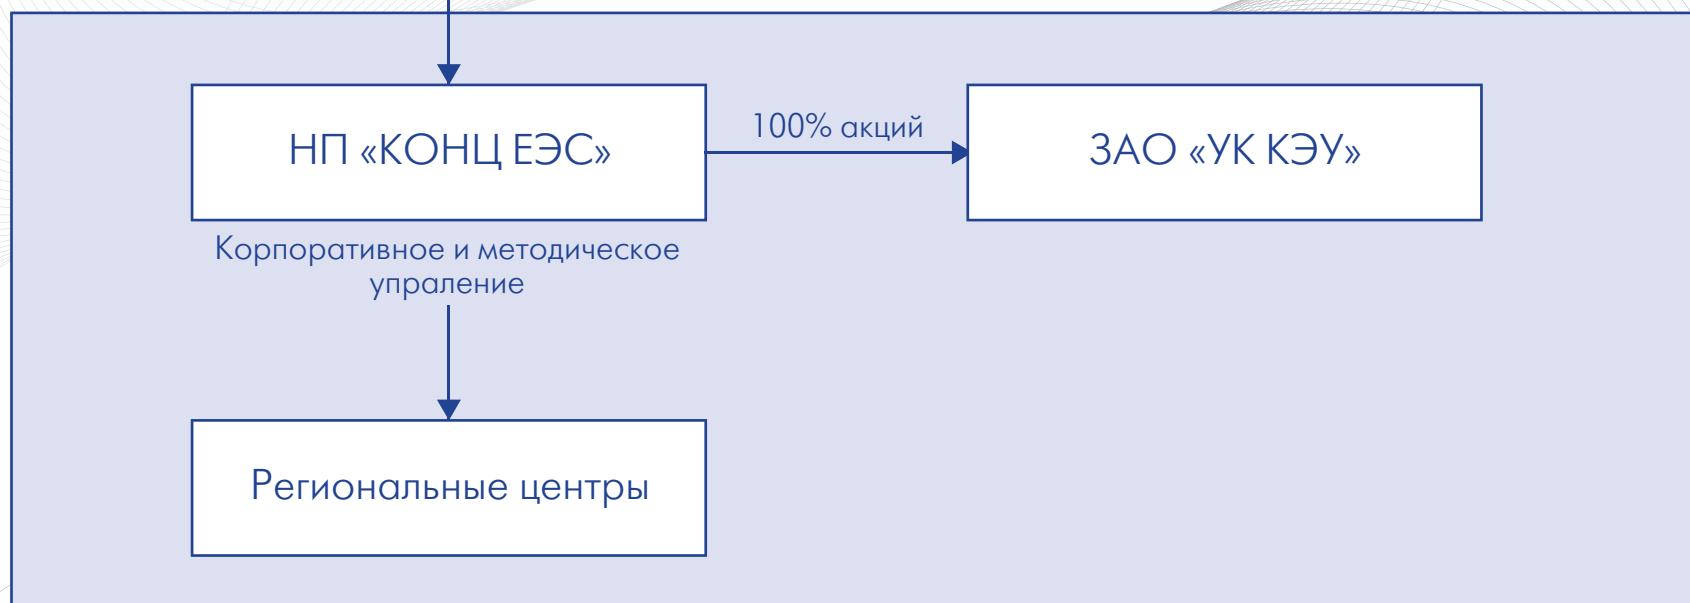 НП «КОНЦ ЕЭС»
100% акций
ЗАО «УК КЭУ»
Корпоративное и методическое
упраление
Региональные центры